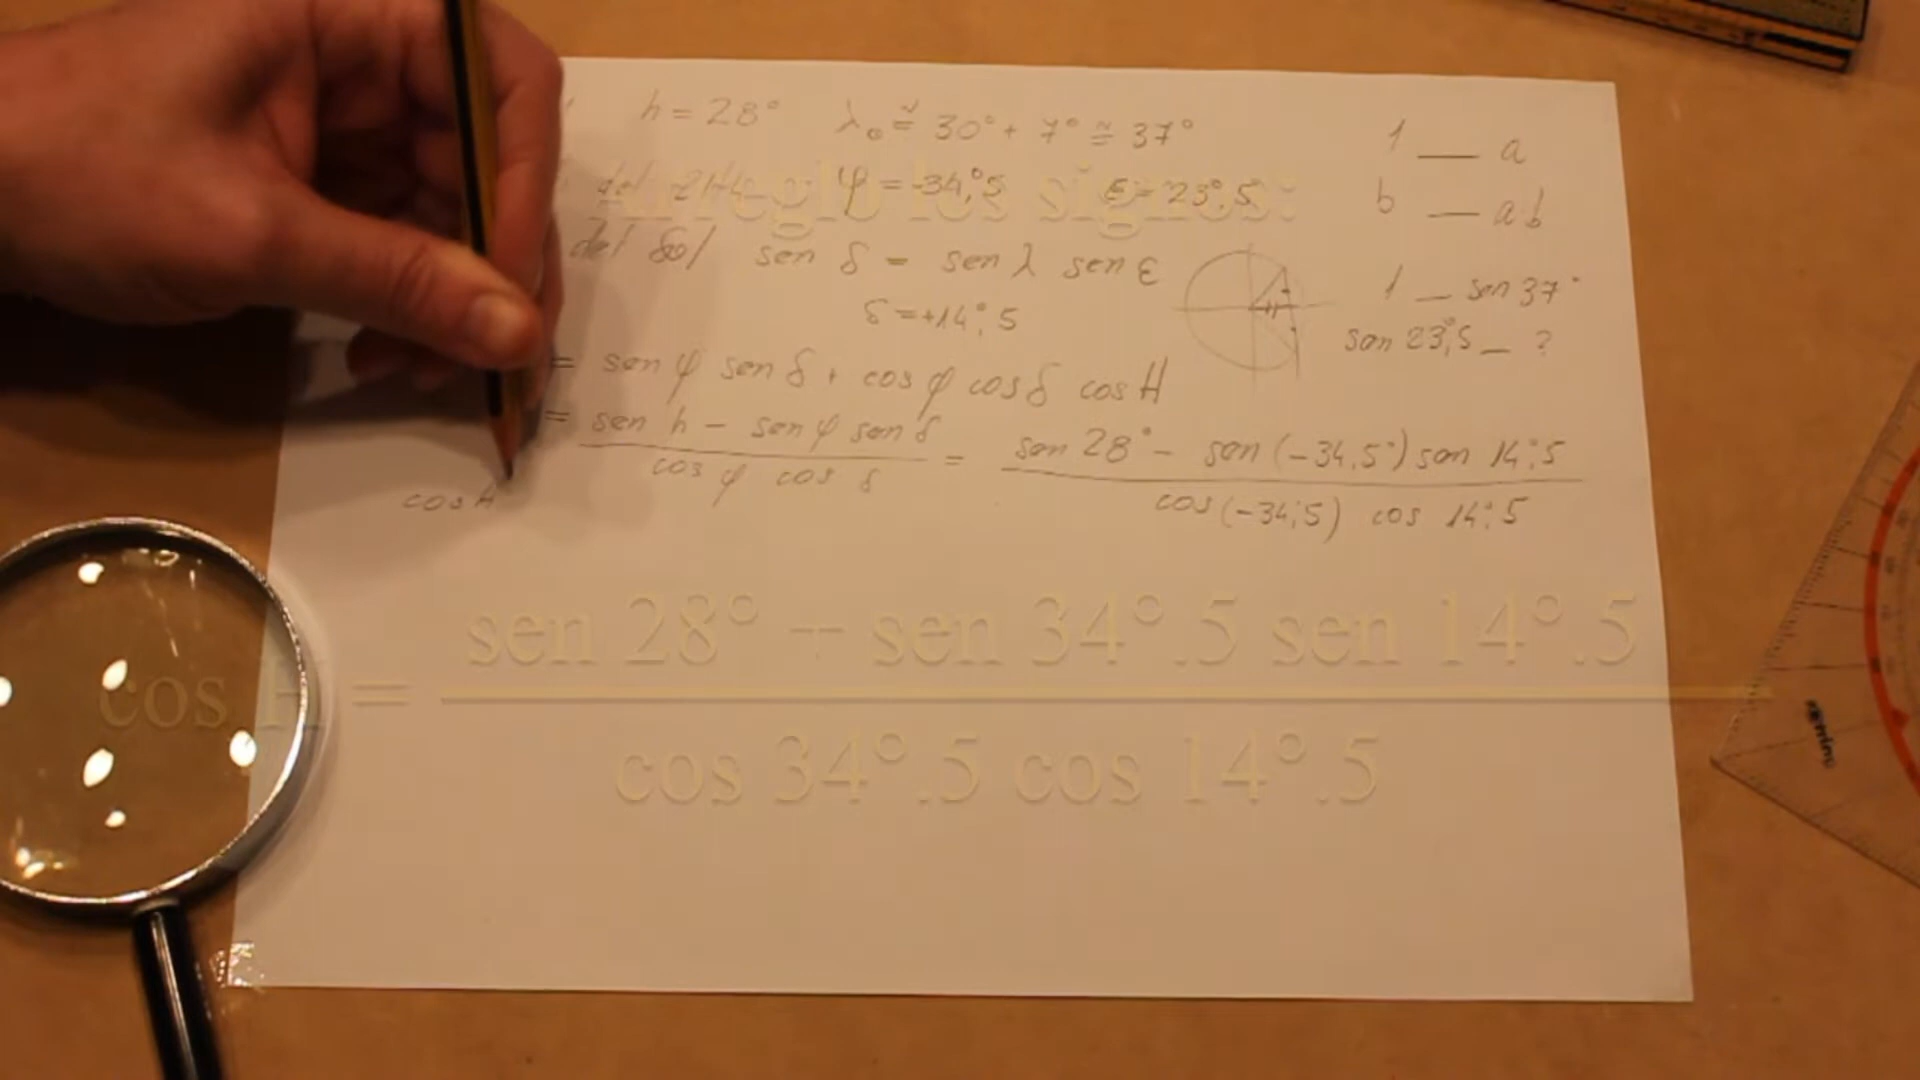 h = 28° λ☉ ≅ 30° + 7° ≅ 37°
1 — a
Arreglo los signos:
del φ = -34°,5 ε = 23°,5
b — ab
del Sol sen δ = sen λ sen ε
1 — sen 37°
δ = +14°,5
sen 23°,5 — ?
= sen φ sen δ + cos φ cos δ cos H
= sen h - sen φ sen δ = sen 28° - sen (-34,5°) sen 14°,5
cos φ cos δ
cos (-34°,5) cos 14°,5
cos H
sen 28° + sen 34°.5 sen 14°.5
cos H =
cos 34°.5 cos 14°.5